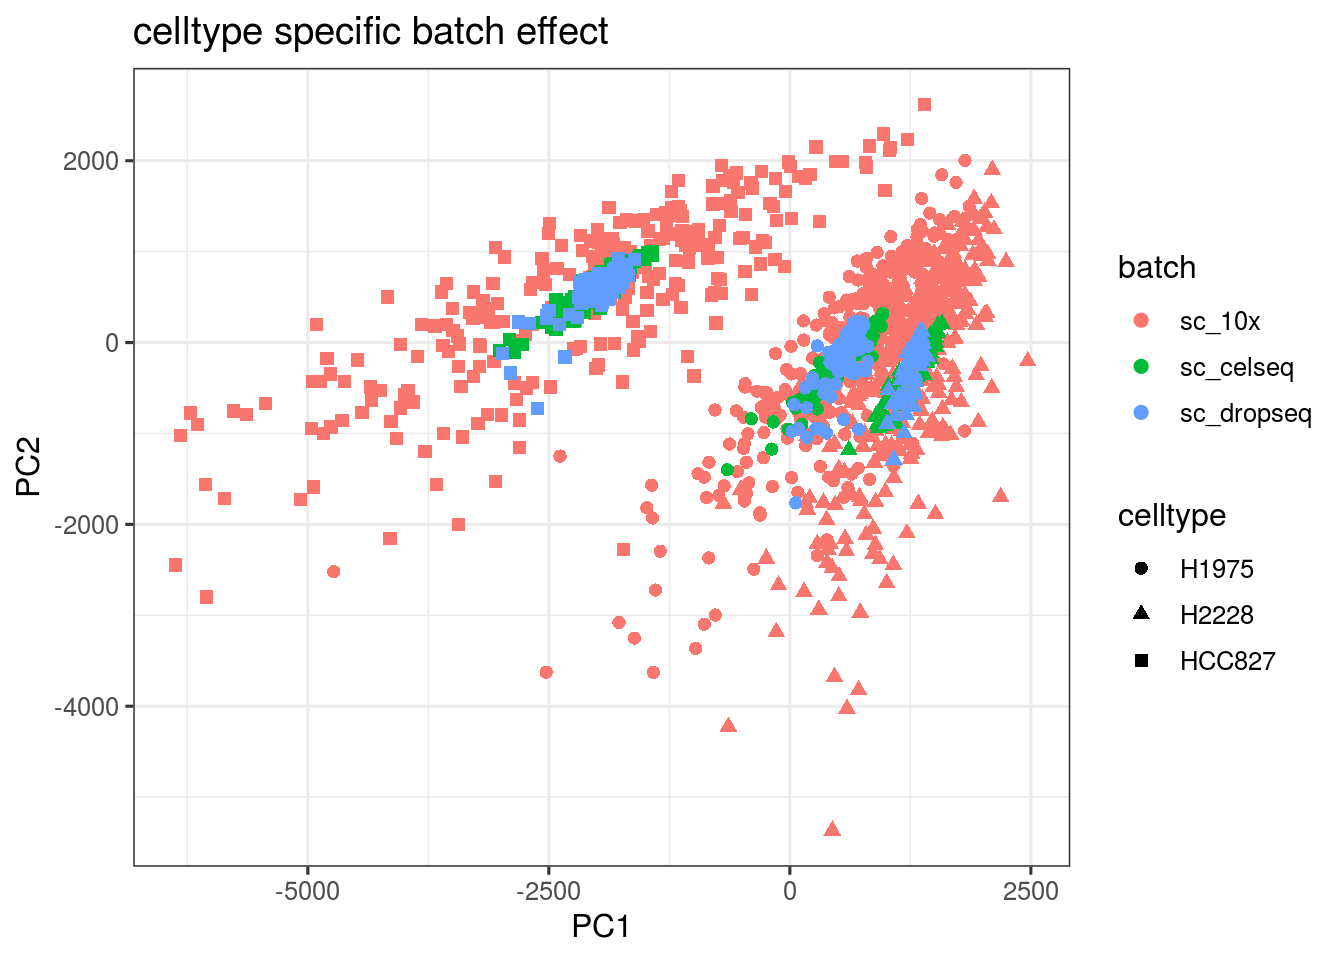 celltype specific batch effect
PC2
2000
0
-2000
-4000
-5000
-2500
0
2500
PC1
batch
sc_10x
sc_celseq
sc_dropseq
celltype
H1975
H2228
HCC827